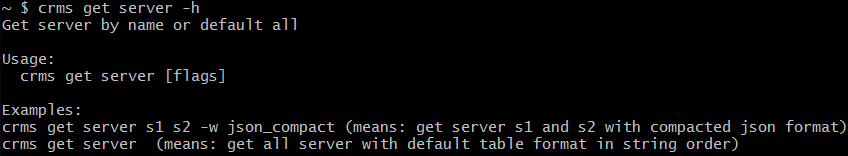 ~ $ crms get server -h
Get server by name or default all
Usage:
crms get server [flags]
Examples:
crms get server s1 s2 -w json_compact (means: get server s1 and s2 with compacted json format)
crms get server  (means: get all server with default table format in string order)